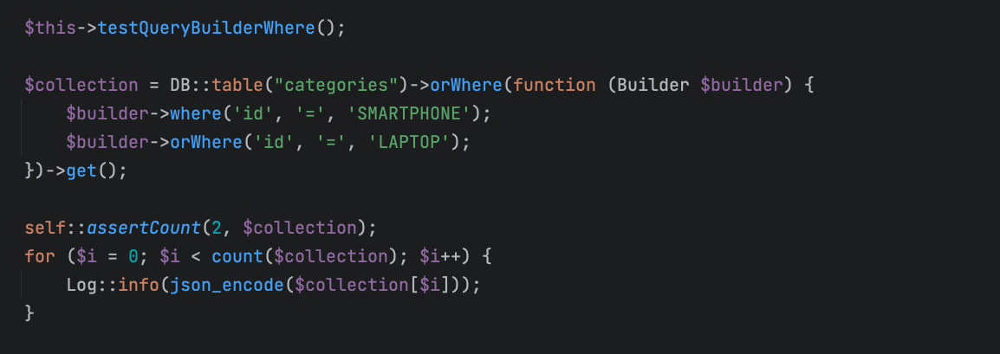 $this->testQueryBuilderWhere();
$collection = DB::table("categories")->orWhere(function (Builder $builder) {
    $builder->where('id', '=', 'SMARTPHONE');
    $builder->orWhere('id', '=', 'LAPTOP');
})->get();
self::assertCount(2, $collection);
for ($i = 0; $i < count($collection); $i++) {
    Log::info(json_encode($collection[$i]));
}